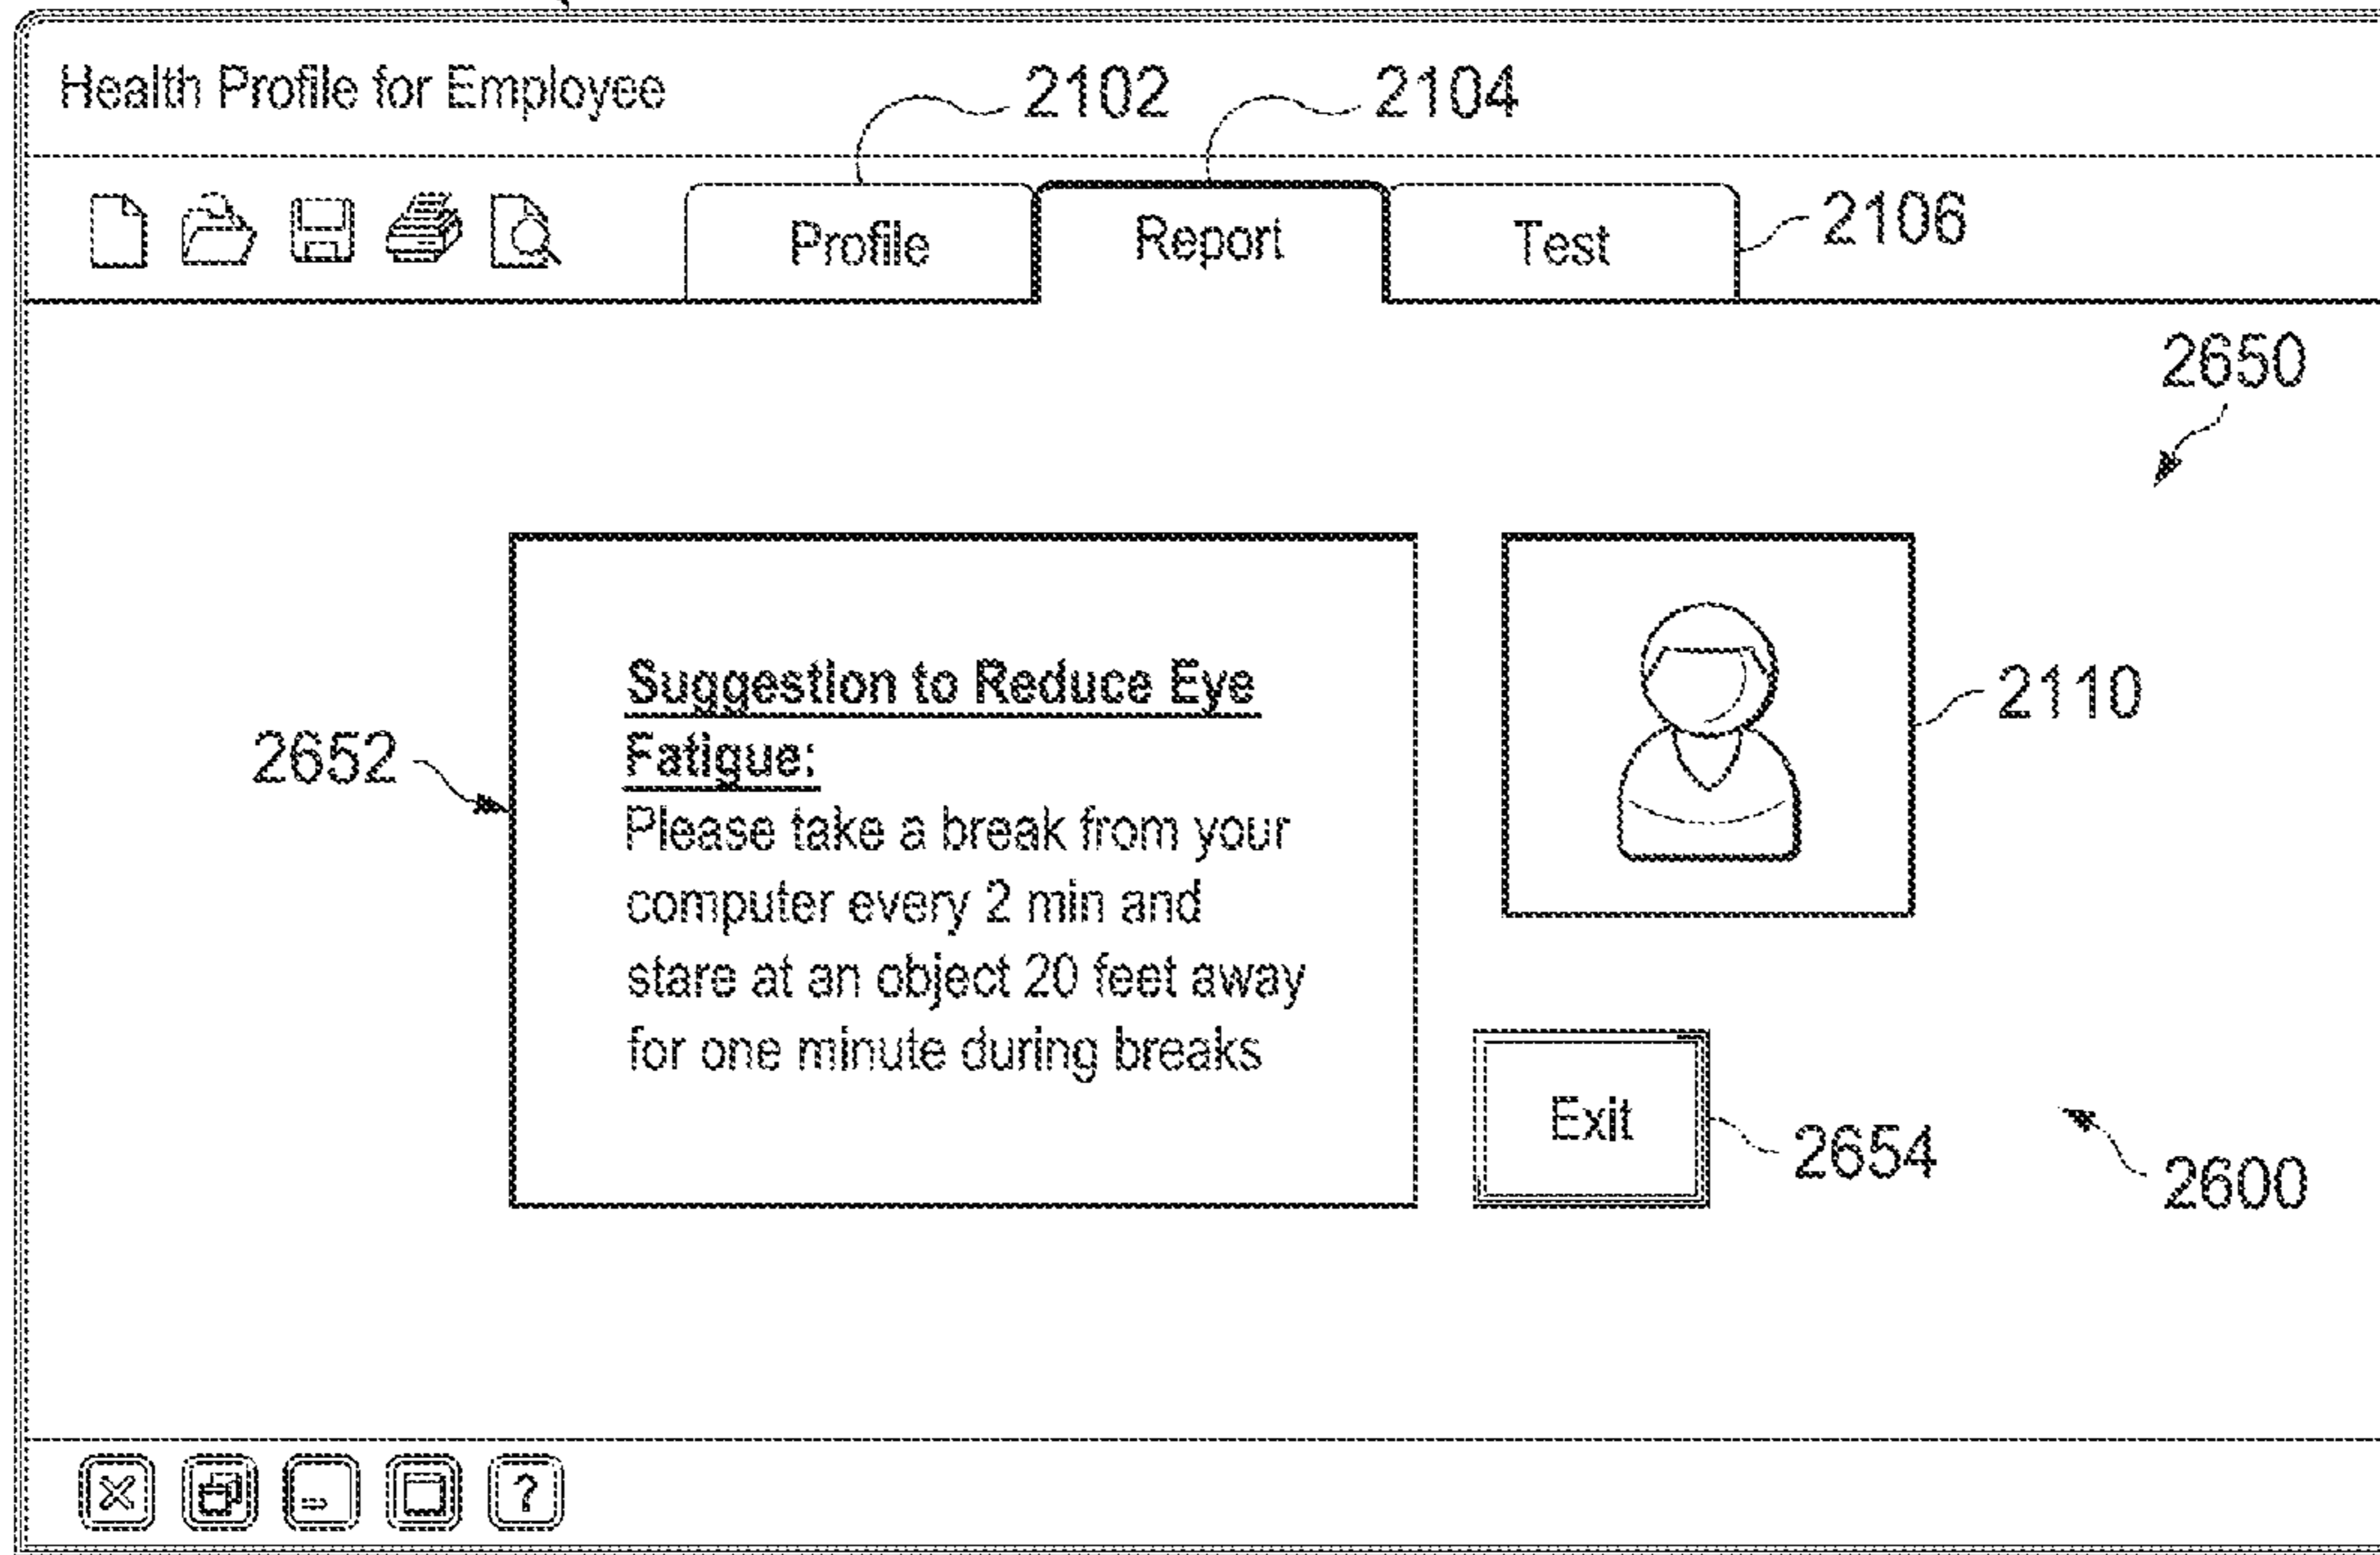 Health Profile for Employee
2102
2104
Profile
Report
Test
2106
2650
Suggestion to Reduce Eye
Fatigue:
Please take a break from your
computer every 2 min and
stare at an object 20 feet away
for one minute during breaks
2652
2110
Exit
2654
2600
?